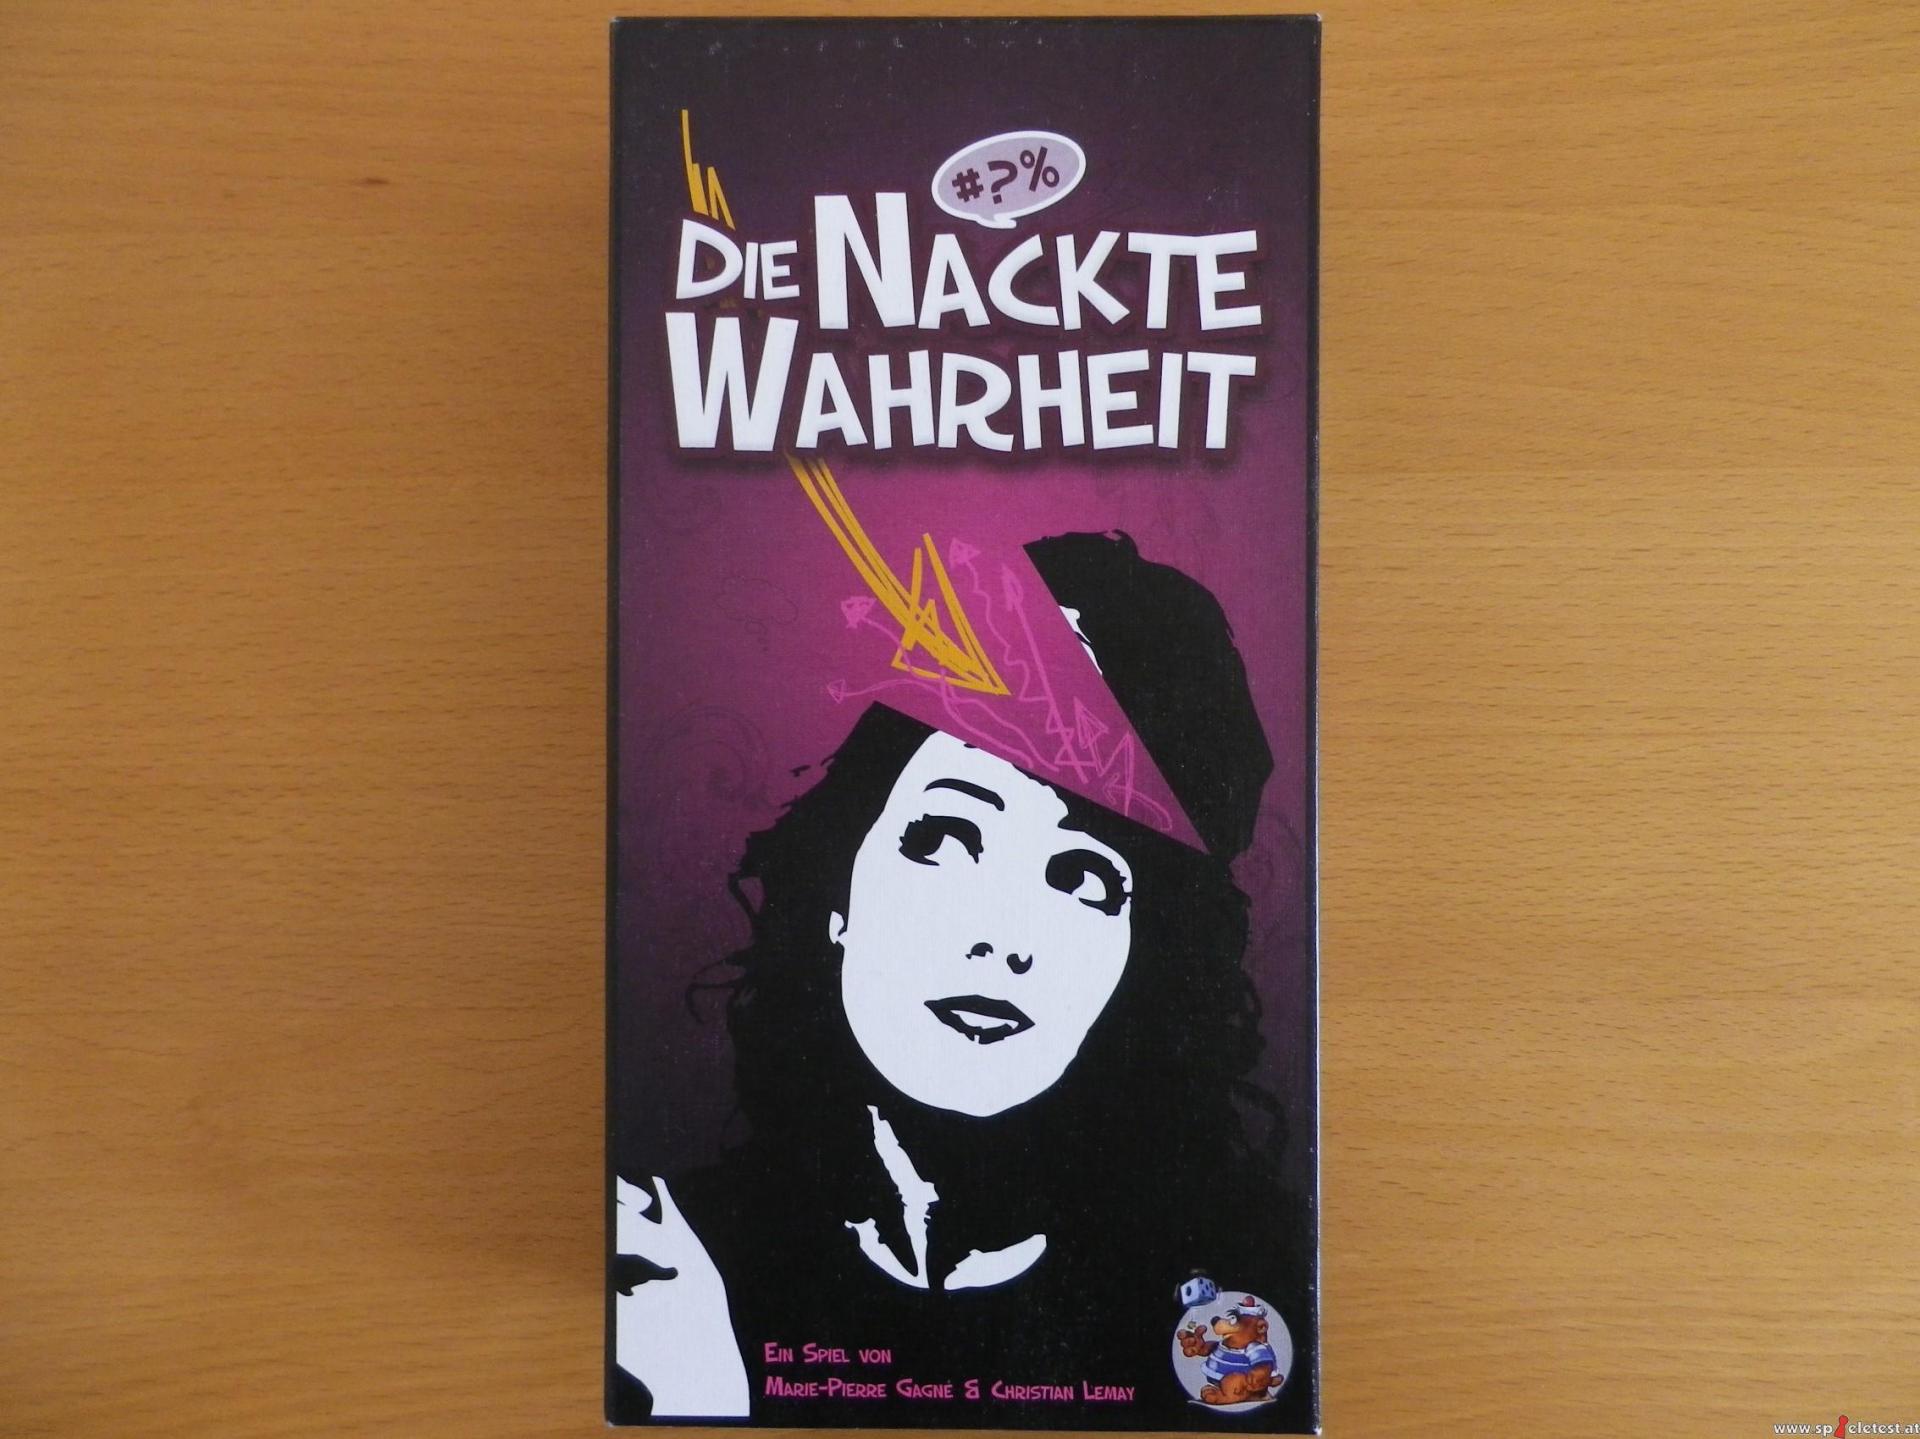 #?%
DIE NACKTE
WAHRHEIT
EIN SPIEL VON
MARIE-PIERRE GAGNÉ & CHRISTIAN LEMAY
www.spieletest.at